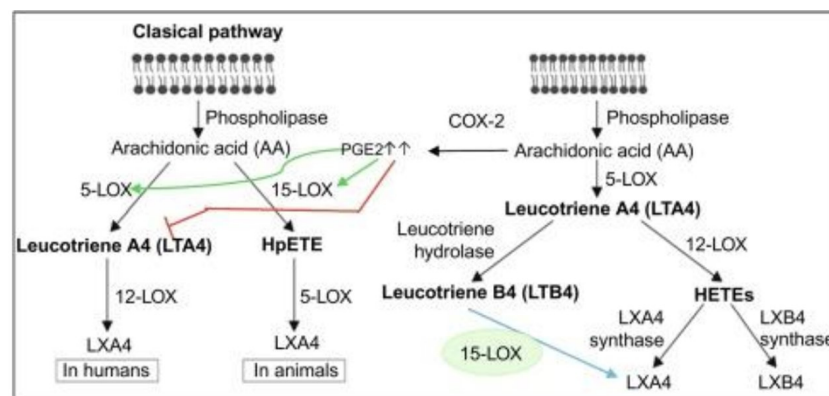 Clasical pathway
Phospholipase
Arachidonic acid (AA)
5-LOX
15-LOX
Leucotriene A4 (LTA4)
HpETE
12-LOX
5-LOX
LXA4
LXA4
In humans
In animals
PGE2↑↑
COX-2
Phospholipase
Arachidonic acid (AA)
5-LOX
Leucotriene A4 (LTA4)
Leucotriene
hydrolase
12-LOX
Leucotriene B4 (LTB4)
HETEs
15-LOX
LXA4
synthase
LXB4
synthase
LXA4
LXB4